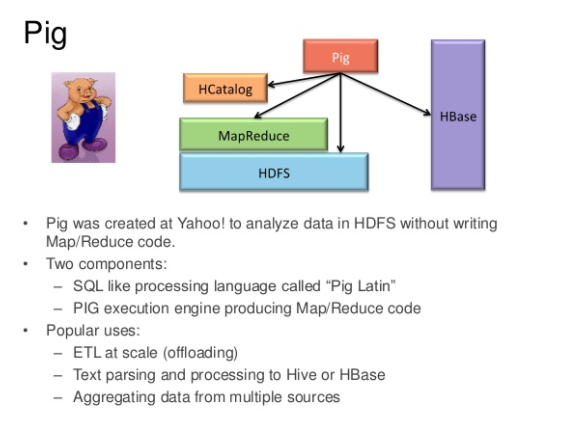 Pig
Pig
HCatalog
HBase
MapReduce
HDFS
• Pig was created at Yahoo! to analyze data in HDFS without writing
Map/Reduce code.
• Two components:
– SQL like processing language called “Pig Latin”
– PIG execution engine producing Map/Reduce code
• Popular uses:
– ETL at scale (offloading)
– Text parsing and processing to Hive or HBase
– Aggregating data from multiple sources